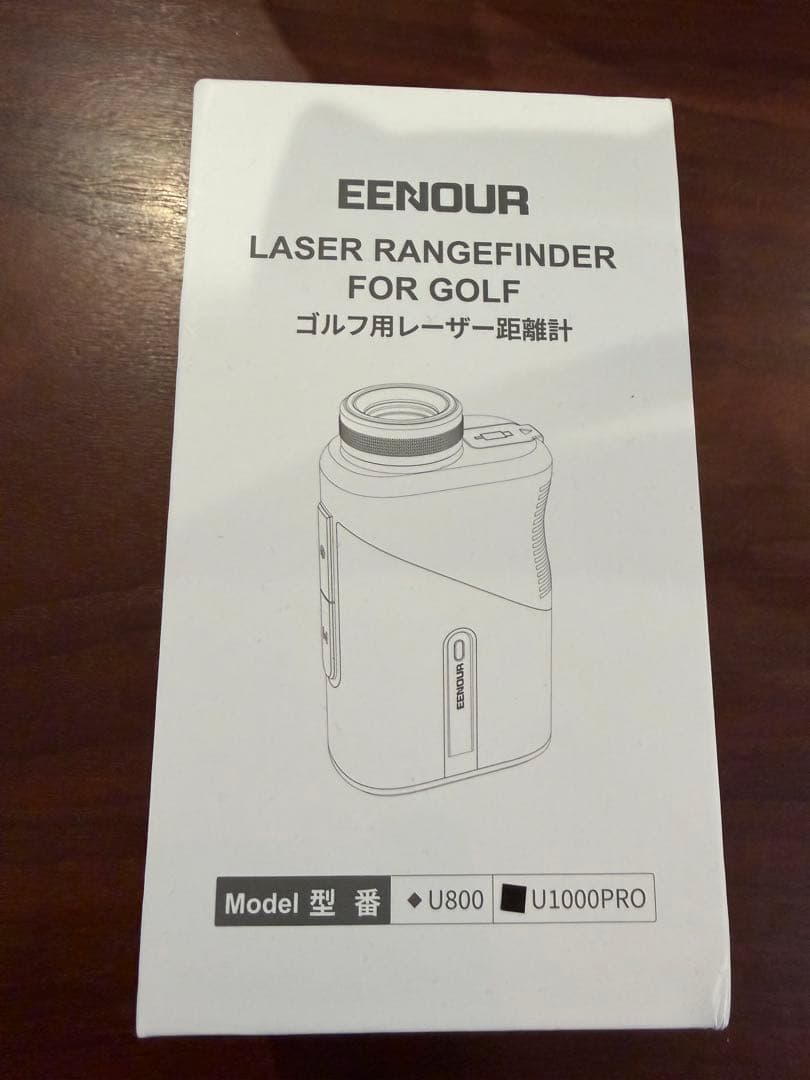 EENOUR
LASER RANGEFINDER
FOR GOLF
ゴルフ用レーザー距離計
EENOUR
Model 型 番 ◆ U800 ■ U1000PRO